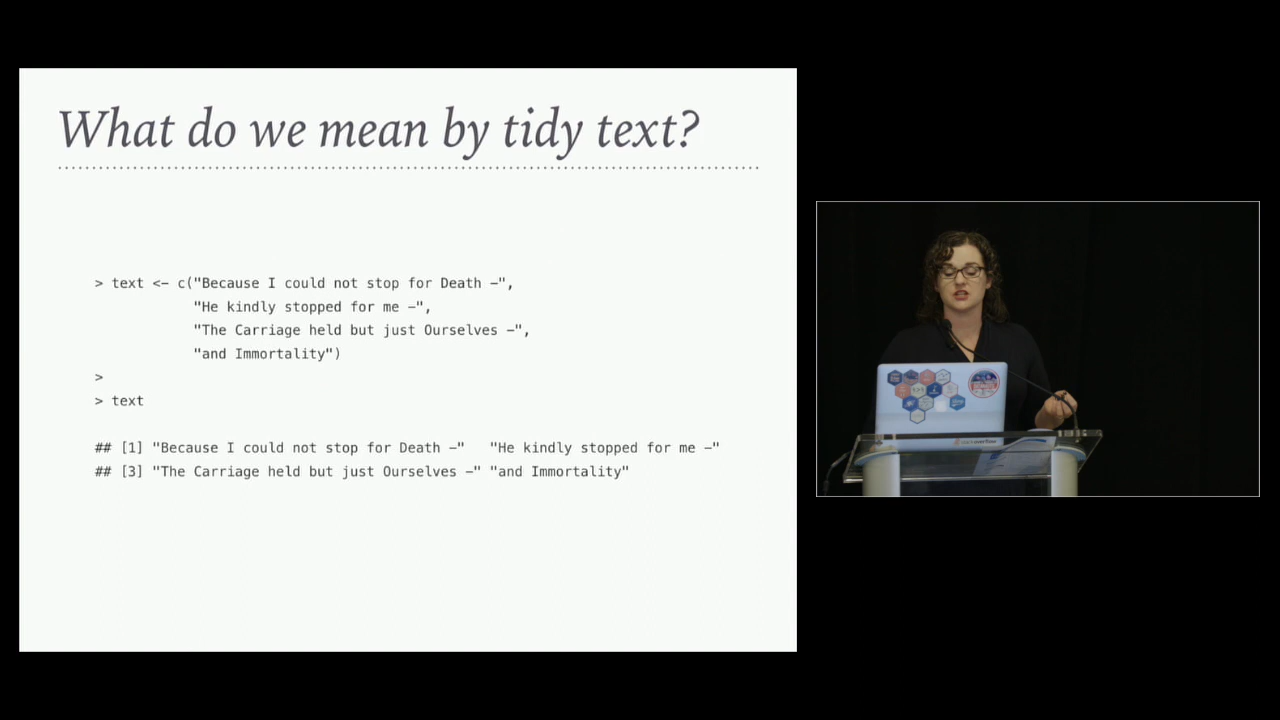 What do we mean by tidy text?
> text <- c("Because I could not stop for Death –",
"He kindly stopped for me –",
"The Carriage held but just Ourselves –",
"and Immortality")
>
> text
## [1] "Because I could not stop for Death –"   "He kindly stopped for me –"
## [3] "The Carriage held but just Ourselves –" "and Immortality"